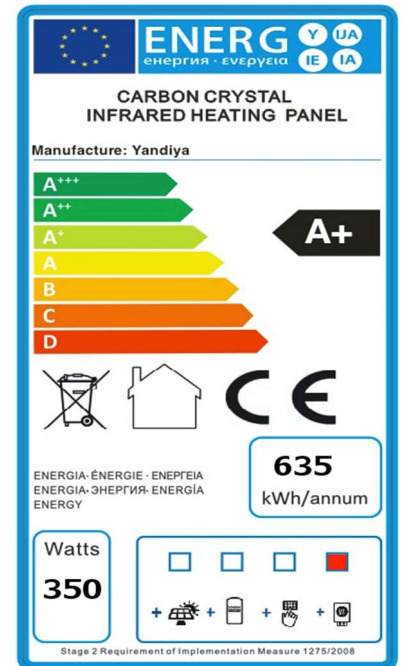 ENERG Y IJA
енергия · ενεργεια IE IA
CARBON CRYSTAL
INFRARED HEATING PANEL
Manufacture: Yandiya
A+++
A++
A+
A
B
C
D
A+
CE
635
kWh/annum
ENERGIA· ÉNERGIE · ΕΝΕΡΓΕΙΑ
ENERGIA· ЭНЕРГИЯ· ENERGÍA
ENERGY
Watts
350
+ + + +
Stage 2 Requirement of Implementation Measure 1275/2008